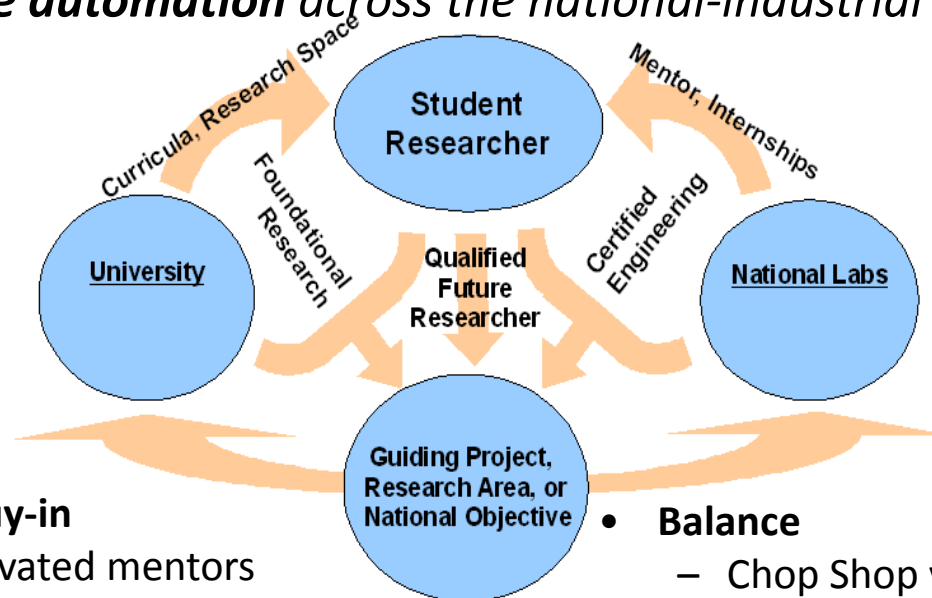 automation across the national-industrial
Curricula, Research Space
Student
Researcher
Mentor, Internships
Foundational
Research
Certified
Engineering
University
Qualified
Future
Researcher
National Labs
Guiding Project,
Research Area, or
National Objective
y-in
vated mentors
• Balance
– Chop Shop